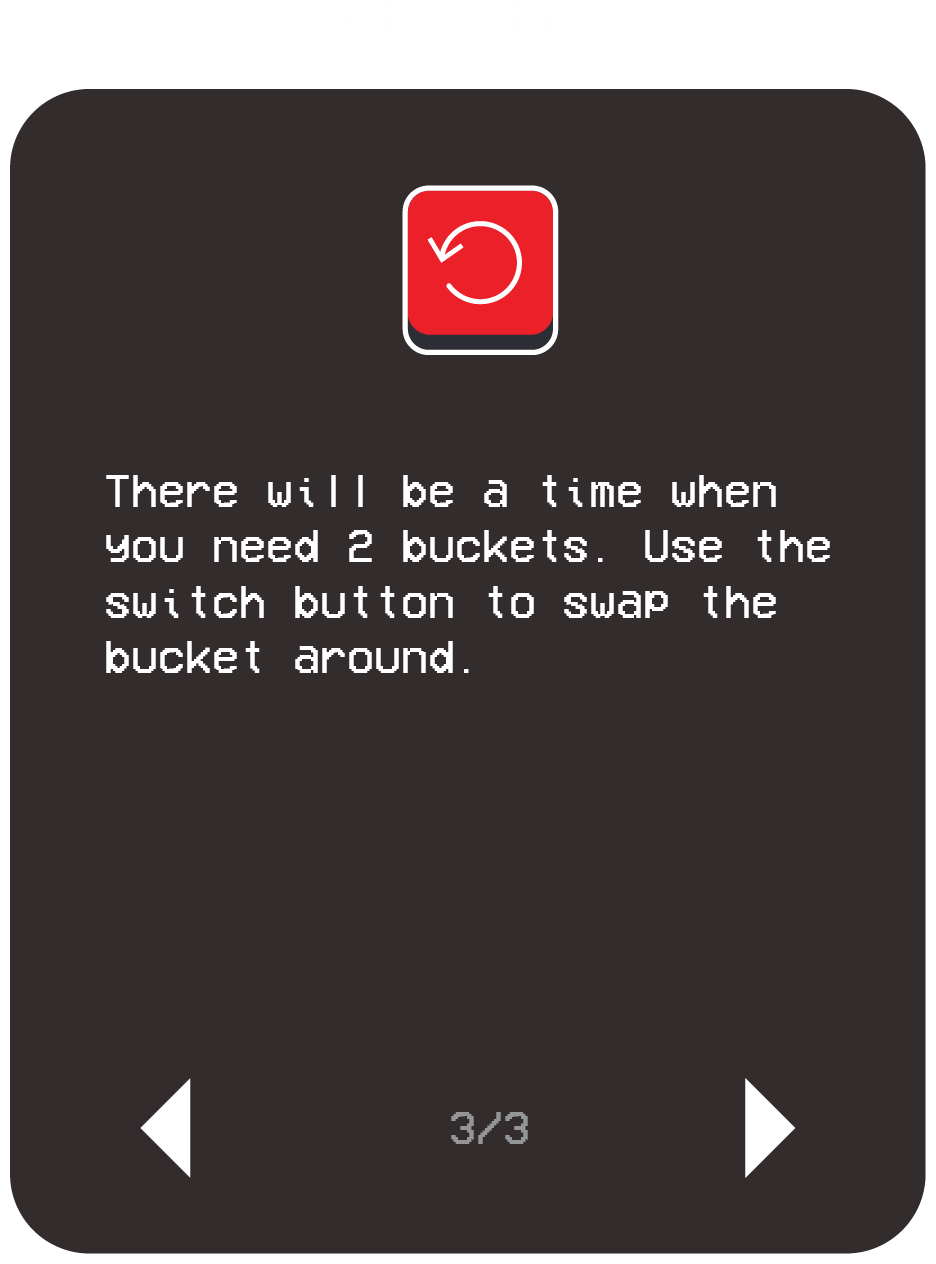 There will be a time when
you need 2 buckets. Use the
switch button to swap the
bucket around.
3/3